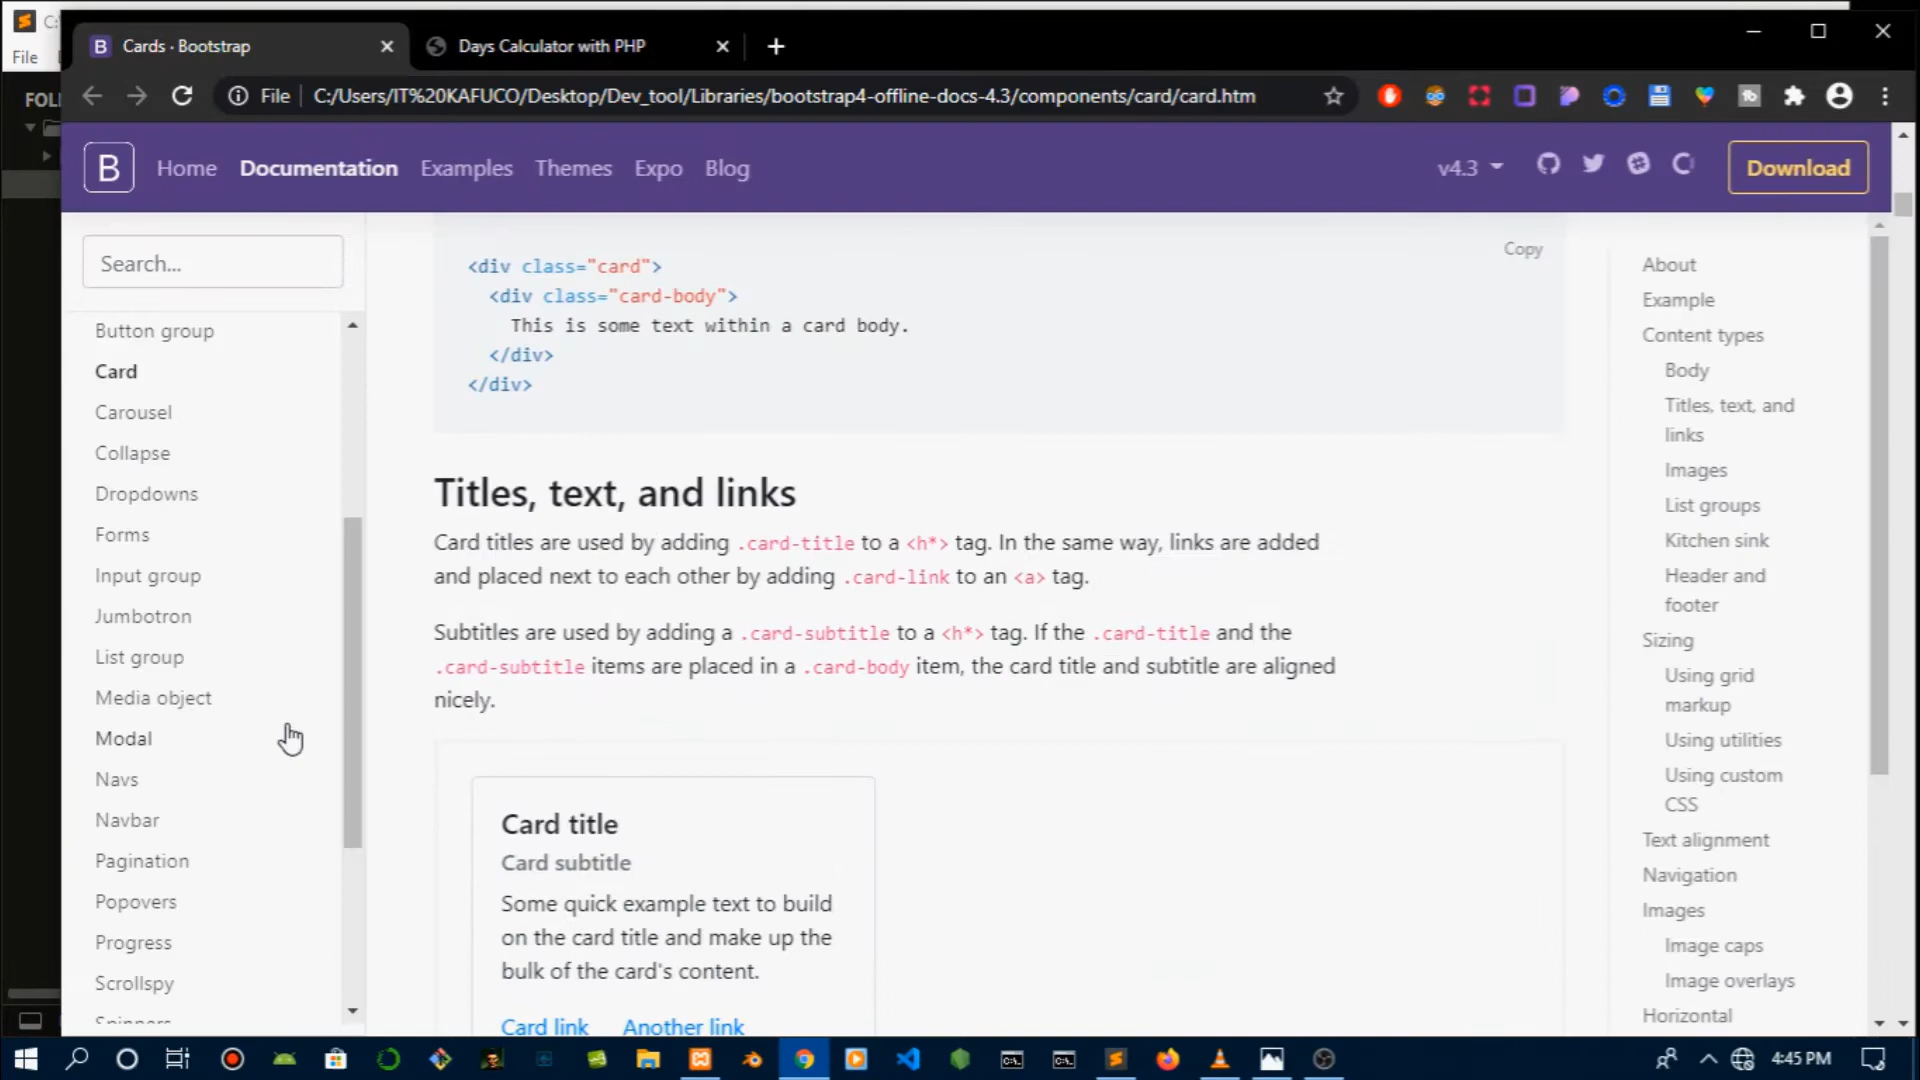 C:
File
FOL
Cards · Bootstrap
Days Calculator with PHP
File
C:/Users/IT%20KAFUCO/Desktop/Dev_tool/Libraries/bootstrap4-offline-docs-4.3/components/card/card.htm
B
Home Documentation Examples Themes Expo Blog
v4.3
Download
Search...
Button group
Card
Carousel
Collapse
Dropdowns
Forms
Input group
Jumbotron
List group
Media object
Modal
Navs
Navbar
Pagination
Popovers
Progress
Scrollspy
Spinners
Copy
<div class="card">
<div class="card-body">
This is some text within a card body.
</div>
</div>
Titles, text, and links
Card titles are used by adding .card-title to a <h*> tag. In the same way, links are added
and placed next to each other by adding .card-link to an <a> tag.
Subtitles are used by adding a .card-subtitle to a <h*> tag. If the .card-title and the
.card-subtitle items are placed in a .card-body item, the card title and subtitle are aligned
nicely.
Card title
Card subtitle
Some quick example text to build
on the card title and make up the
bulk of the card's content.
Card link Another link
About
Example
Content types
Body
Titles, text, and
links
Images
List groups
Kitchen sink
Header and
footer
Sizing
Using grid
markup
Using utilities
Using custom
CSS
Text alignment
Navigation
Images
Image caps
Image overlays
Horizontal
4:45 PM